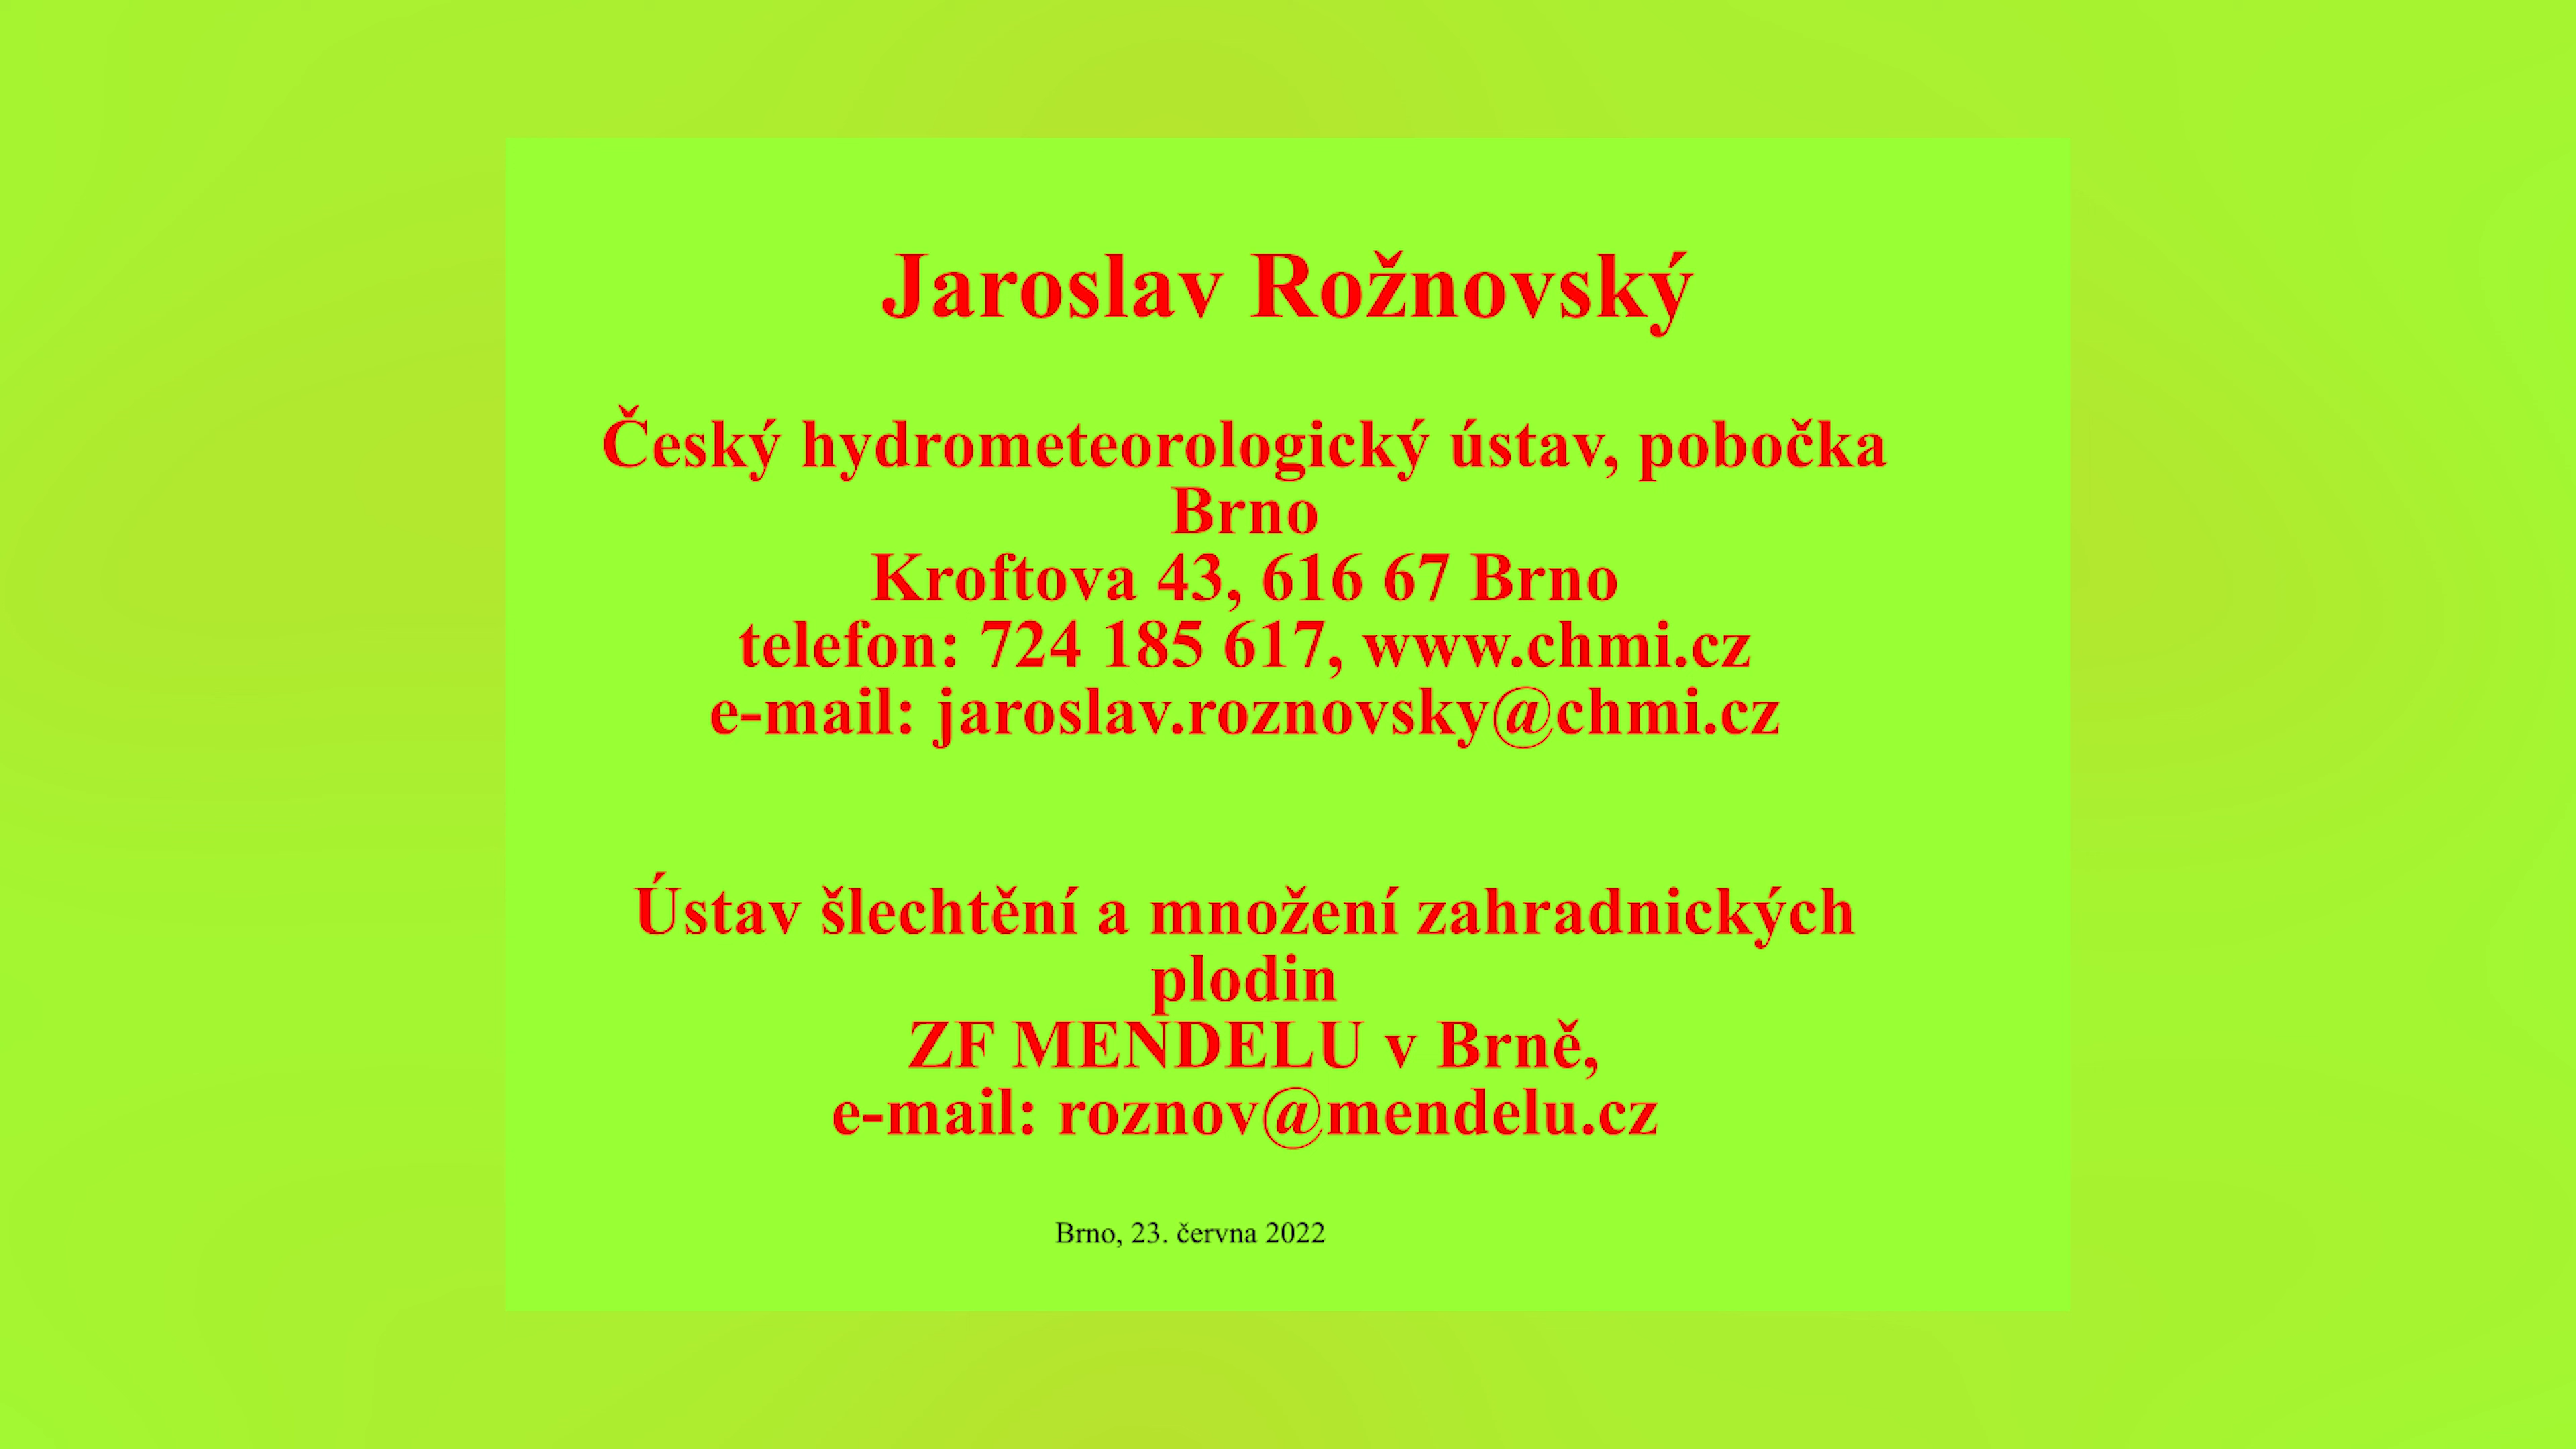 Jaroslav Rožnovský
Český hydrometeorologický ústav, pobočka
Brno
Kroftova 43, 616 67 Brno
telefon: 724 185 617, www.chmi.cz
e-mail: jaroslav.roznovsky@chmi.cz
Ústav šlechtění a množení zahradnických
plodin
ZF MENDELU v Brně,
e-mail: roznov@mendelu.cz
Brno, 23. června 2022